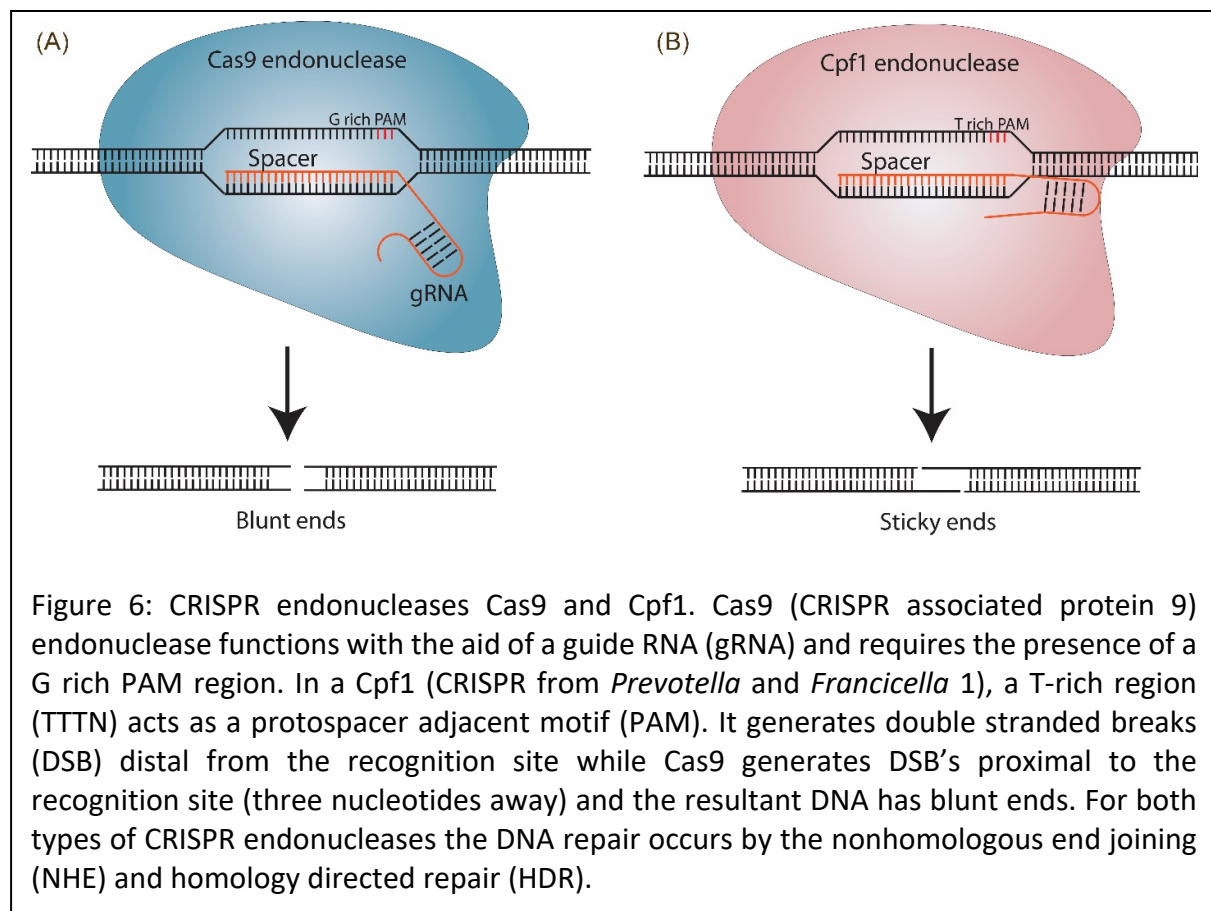 (A)
Cas9 endonuclease
G rich PAM
Spacer
gRNA
Blunt ends
(B)
Cpf1 endonuclease
T rich PAM
Spacer
Sticky ends
Figure 6: CRISPR endonucleases Cas9 and Cpf1. Cas9 (CRISPR associated protein 9)
endonuclease functions with the aid of a guide RNA (gRNA) and requires the presence of a
G rich PAM region. In a Cpf1 (CRISPR from Prevotella and Francicella 1), a T-rich region
(TTTN) acts as a protospacer adjacent motif (PAM). It generates double stranded breaks
(DSB) distal from the recognition site while Cas9 generates DSB's proximal to the
recognition site (three nucleotides away) and the resultant DNA has blunt ends. For both
types of CRISPR endonucleases the DNA repair occurs by the nonhomologous end joining
(NHE) and homology directed repair (HDR).